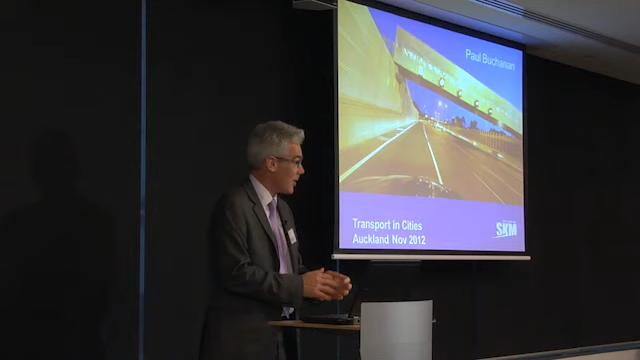 Paul Buchanan
Transport in Cities
Auckland Nov 2012
SKM